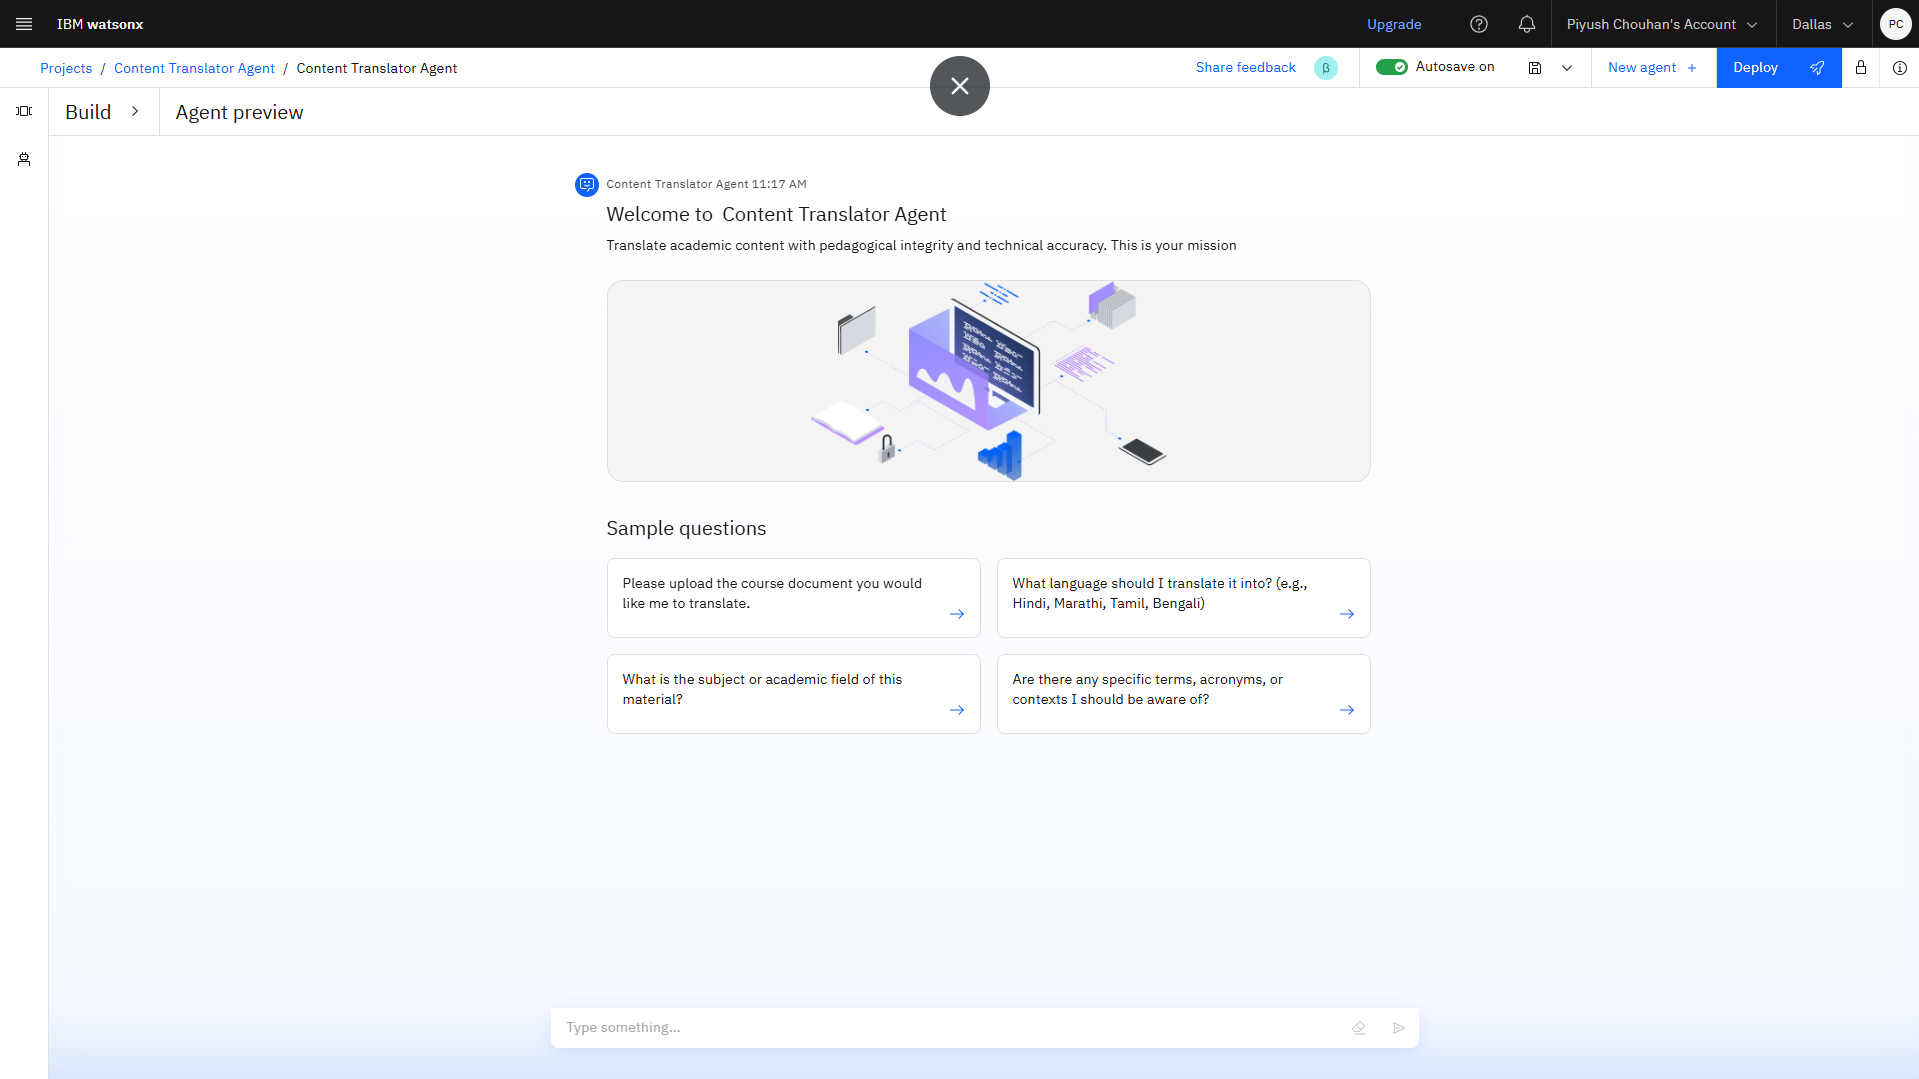 IBM watsonx
Upgrade
Piyush Chouhan's Account
Dallas
PC
Projects / Content Translator Agent / Content Translator Agent
Share feedback
β
Autosave on
New agent +
Deploy
Build
Agent preview
Content Translator Agent 11:17 AM
Welcome to Content Translator Agent
Translate academic content with pedagogical integrity and technical accuracy. This is your mission
Sample questions
Please upload the course document you would
like me to translate.
What language should I translate it into? (e.g.,
Hindi, Marathi, Tamil, Bengali)
What is the subject or academic field of this
material?
Are there any specific terms, acronyms, or
contexts I should be aware of?
Type something...